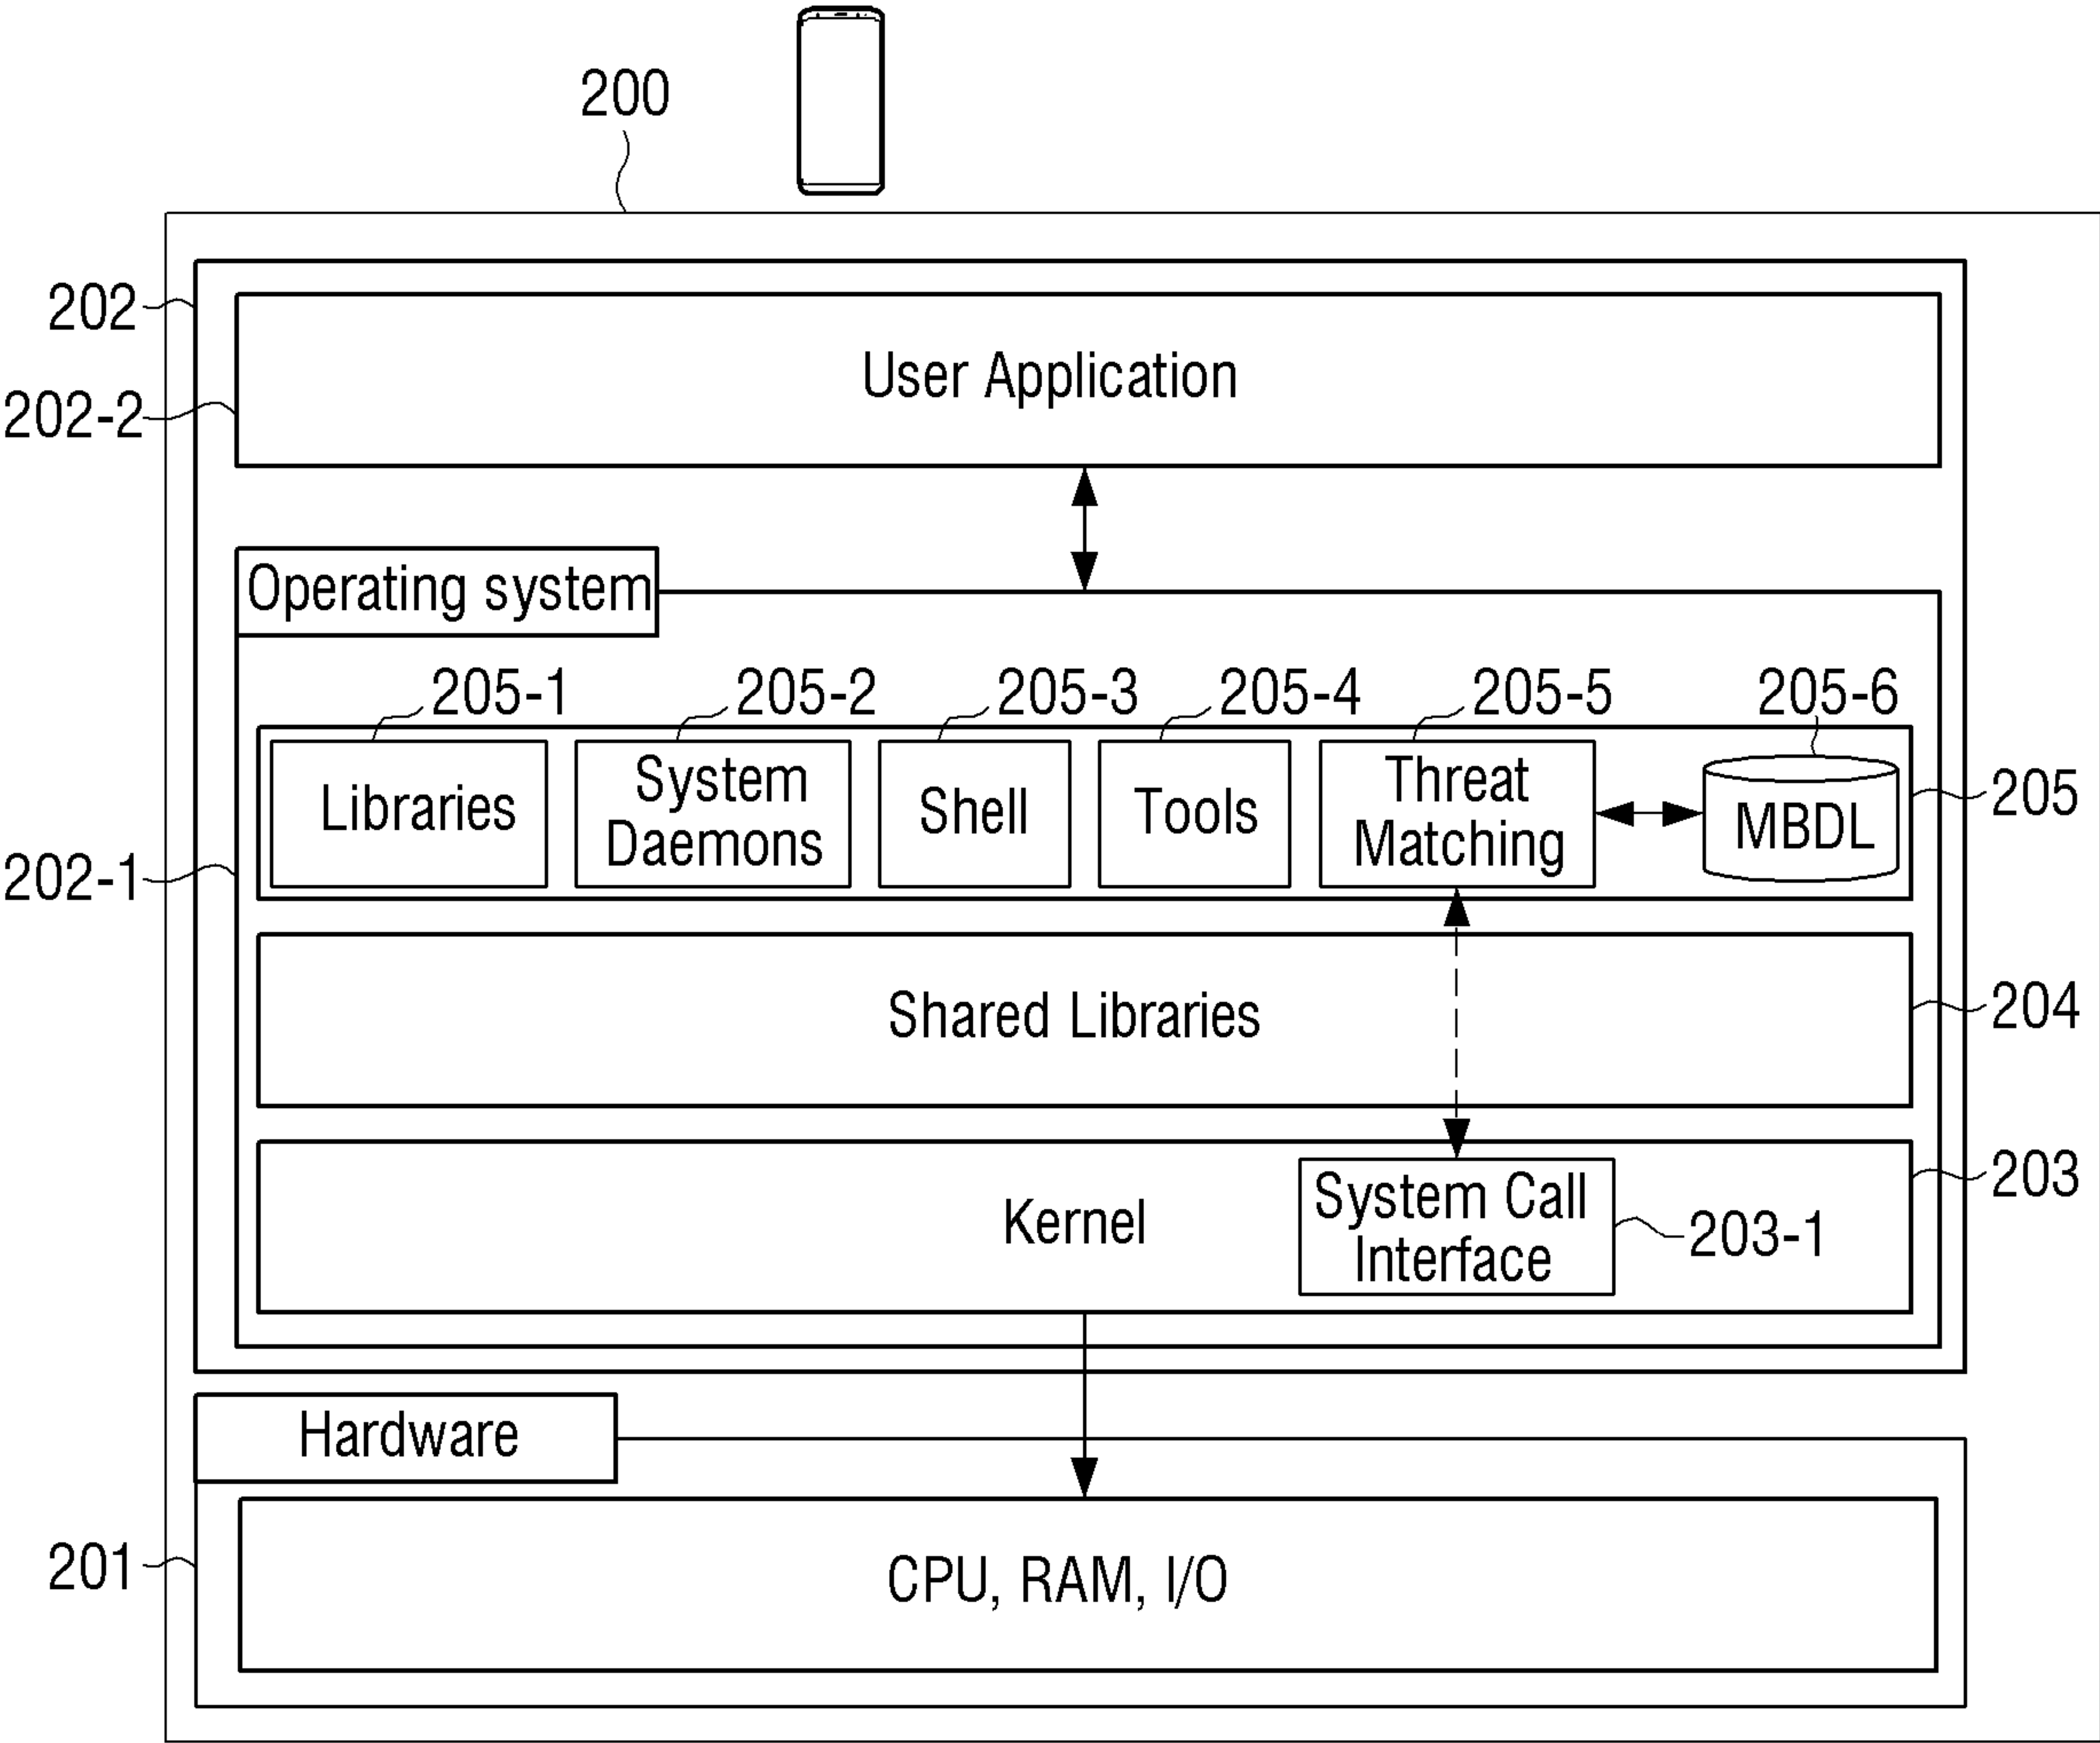 200
202
User Application
202-2
Operating system
205-1
205-2
205-3
205-4
205-5
205-6
Libraries
System
Daemons
Shell
Tools
Threat
Matching
MBDL
205
202-1
Shared Libraries
204
Kernel
System Call
Interface
203
203-1
Hardware
201
CPU, RAM, I/O